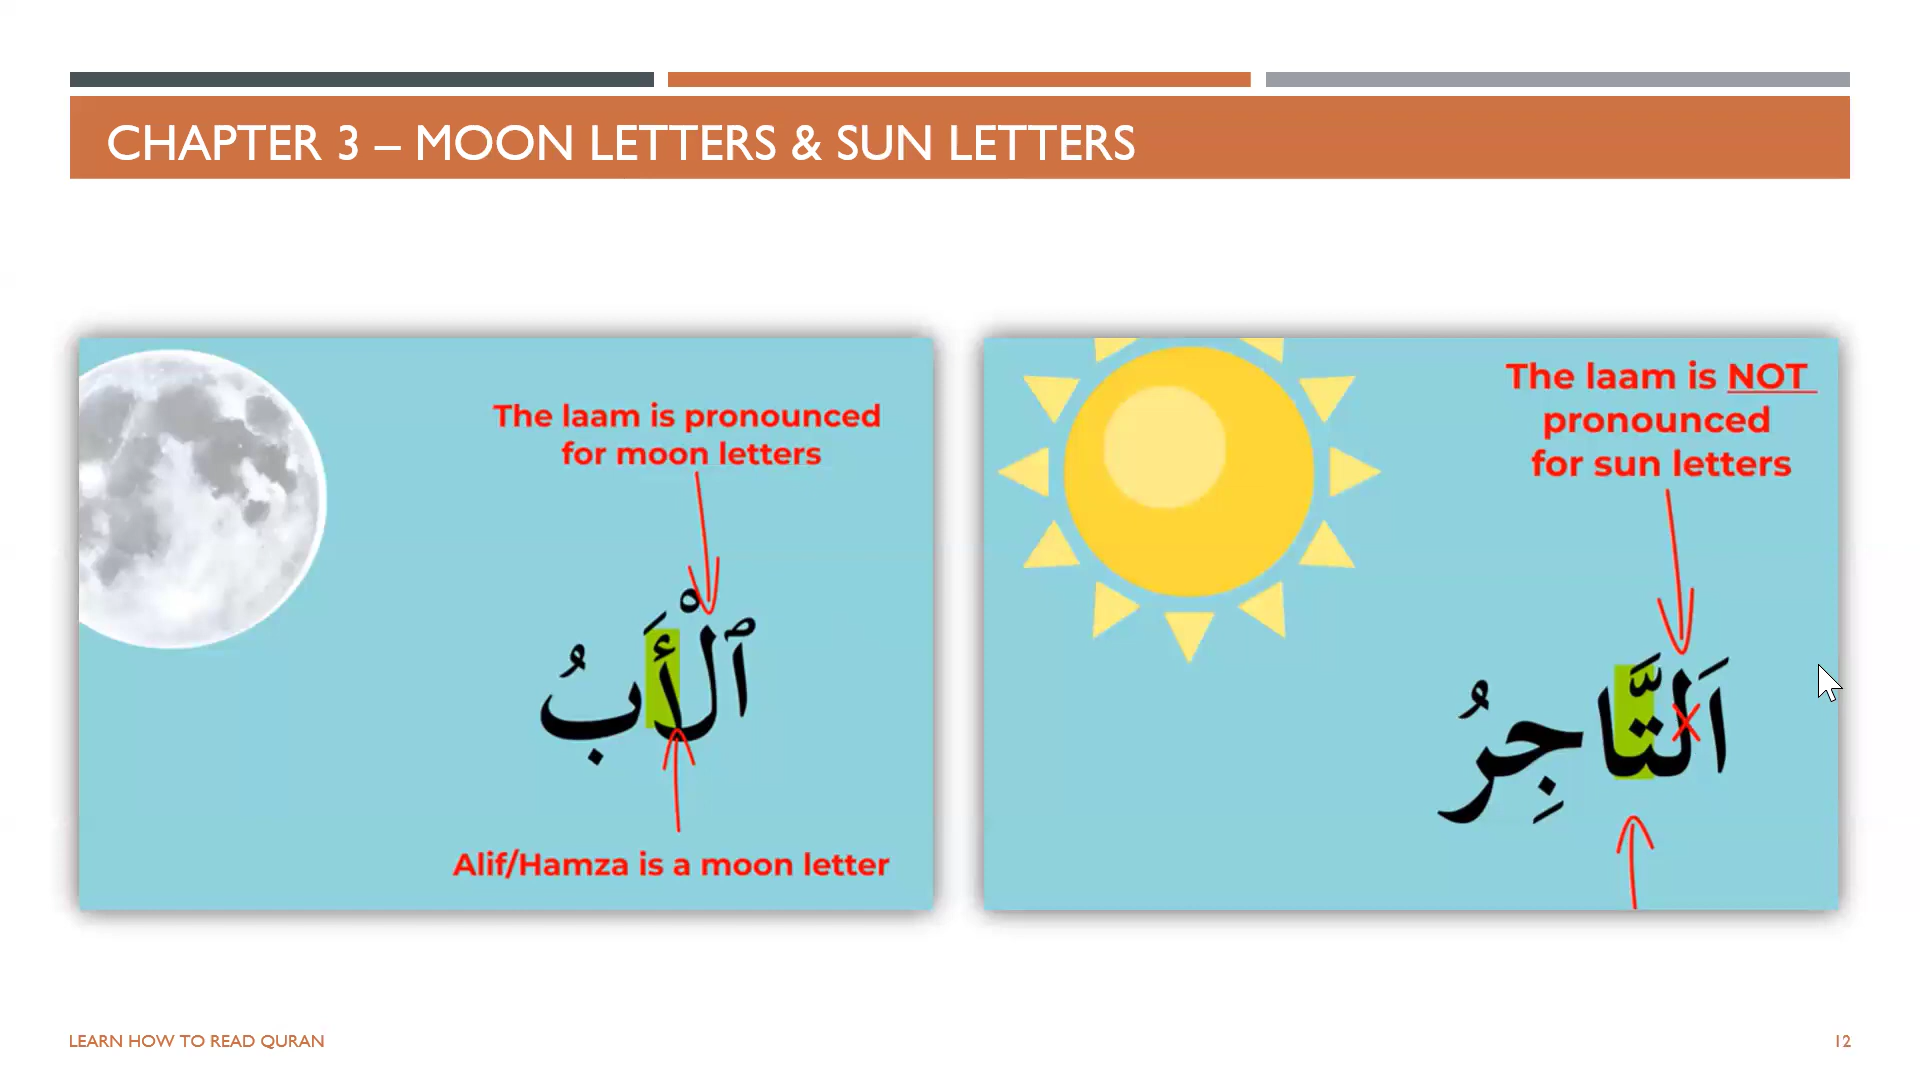 CHAPTER 3 – MOON LETTERS & SUN LETTERS
The laam is pronounced
for moon letters
ٱلْأَبُ
Alif/Hamza is a moon letter
The laam is NOT
pronounced
for sun letters
اَلتَّاجِرُ
LEARN HOW TO READ QURAN
12